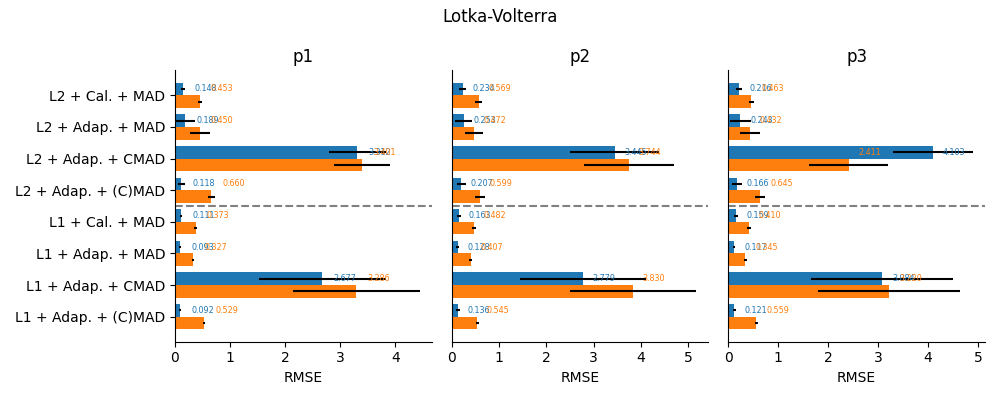 Lotka-Volterra
p1 p2 p3
L2 + Cal. + MAD 0.148 0.453 0.234 0.569 0.216 0.463
L2 + Adap. + MAD 0.189 0.450 0.253 0.472 0.243 0.432
L2 + Adap. + CMAD 3.744 2.411 4.103
L2 + Adap. + (C)MAD 0.118 0.660 0.207 0.599 0.166 0.645
L1 + Cal. + MAD 0.111 0.373 0.163 0.482 0.159 0.410
L1 + Adap. + MAD 0.093 0.327 0.128 0.407 0.117 0.345
L1 + Adap. + CMAD 2.677 3.286 2.779 3.830
L1 + Adap. + (C)MAD 0.092 0.529 0.136 0.545 0.121 0.559
0 1 2 3 4 0 1 2 3 4 5 0 1 2 3 4 5
RMSE RMSE RMSE